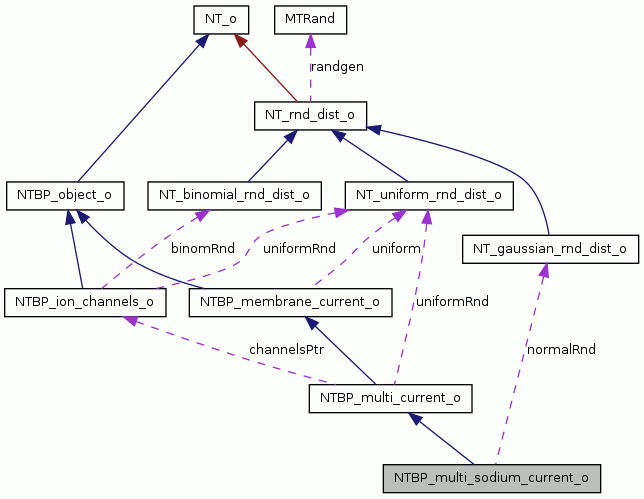 NT_o
MTRand
randgen
NT_rnd_dist_o
NTBP_object_o
NT_binomial_rnd_dist_o
NT_uniform_rnd_dist_o
NT_gaussian_rnd_dist_o
binomRnd
uniformRnd
uniform
NTBP_ion_channels_o
NTBP_membrane_current_o
uniformRnd
channelsPtr
normalRnd
NTBP_multi_current_o
NTBP_multi_sodium_current_o